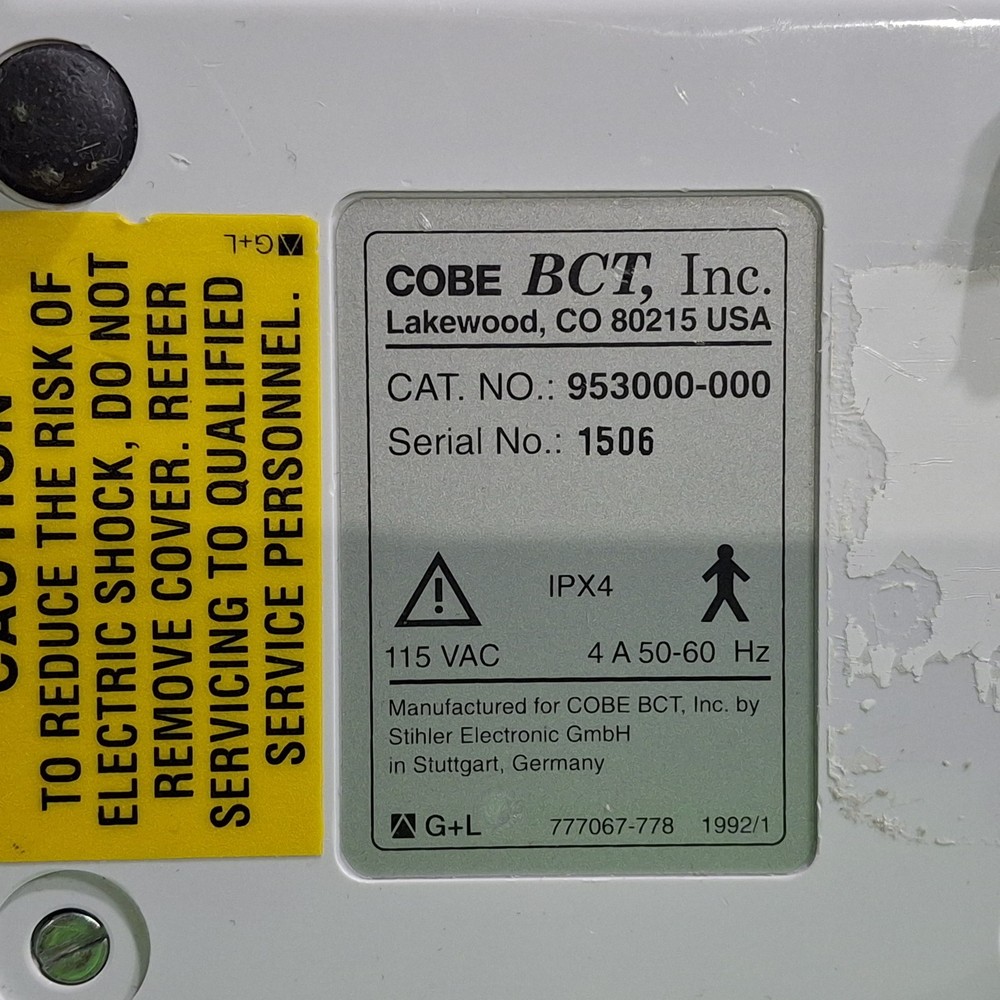 CAUTION
TO REDUCE THE RISK OF
ELECTRIC SHOCK, DO NOT
REMOVE COVER. REFER
SERVICING TO QUALIFIED
SERVICE PERSONNEL.
G+L
COBE BCT, Inc.
Lakewood, CO 80215 USA
CAT. NO.: 953000-000
Serial No.: 1506
IPX4
115 VAC 4 A 50-60 Hz
Manufactured for COBE BCT, Inc. by
Stihler Electronic GmbH
in Stuttgart, Germany
G+L 777067-778 1992/1